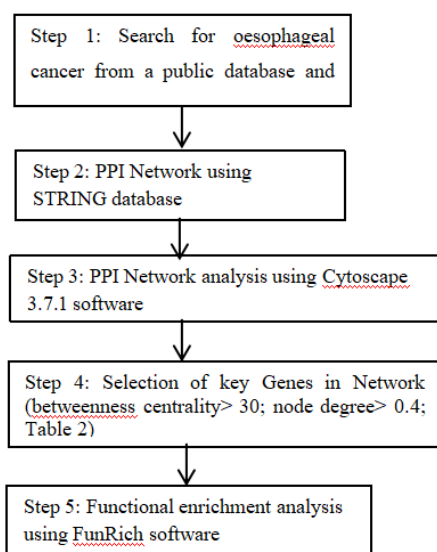 Step 1: Search for oesophageal
cancer from a public database and
Step 2: PPI Network using
STRING database
Step 3: PPI Network analysis using Cytoscape
3.7.1 software
Step 4: Selection of key Genes in Network
(betweenness centrality> 30; node degree> 0.4;
Table 2)
Step 5: Functional enrichment analysis
using FunRich software